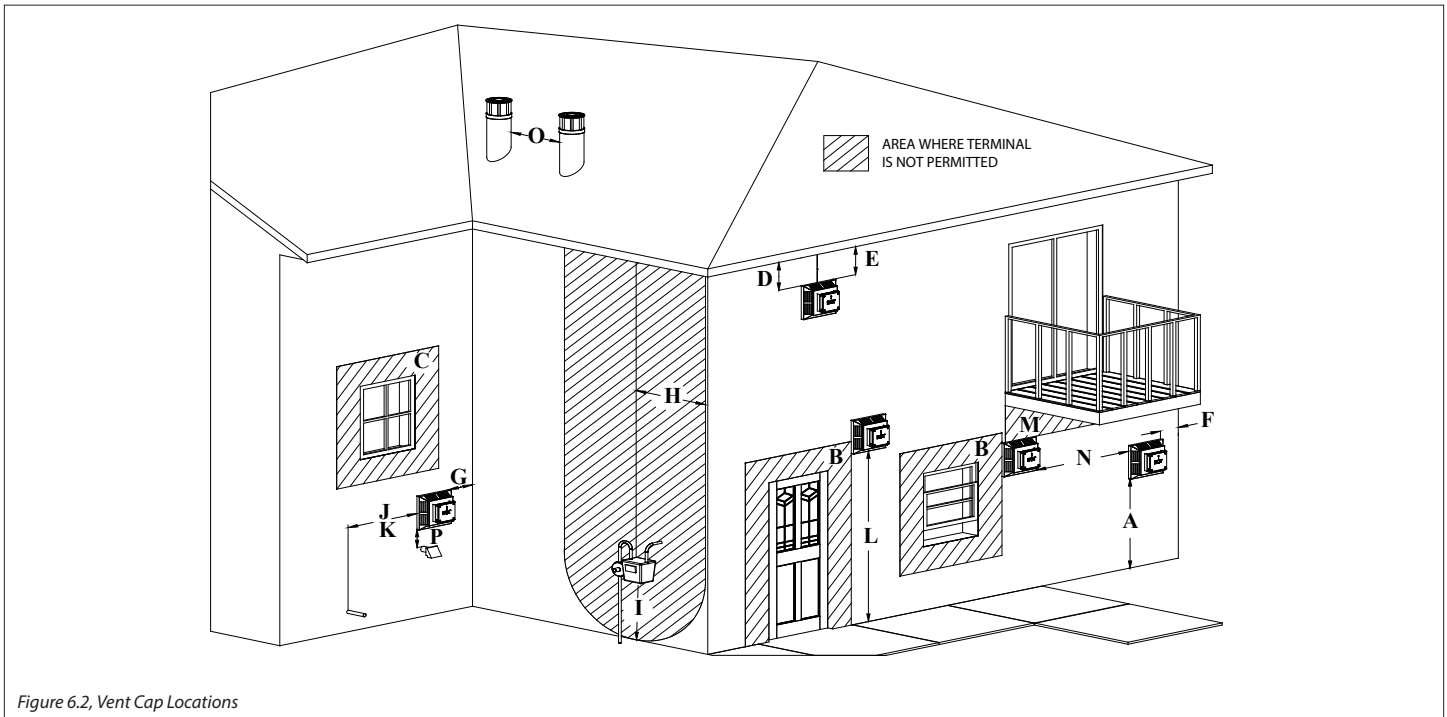 O
AREA WHERE TERMINAL
IS NOT PERMITTED
D
E
C
H
M
F
B
B
N
G
J
K
P
L
A
I
Figure 6.2, Vent Cap Locations